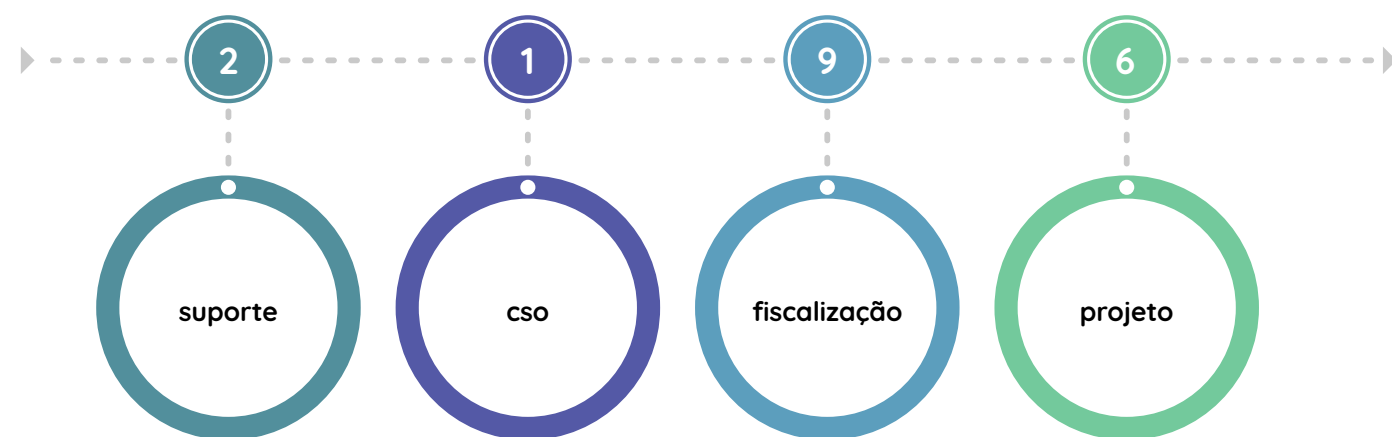 2
1
9
6
suporte
cso
fiscalização
projeto